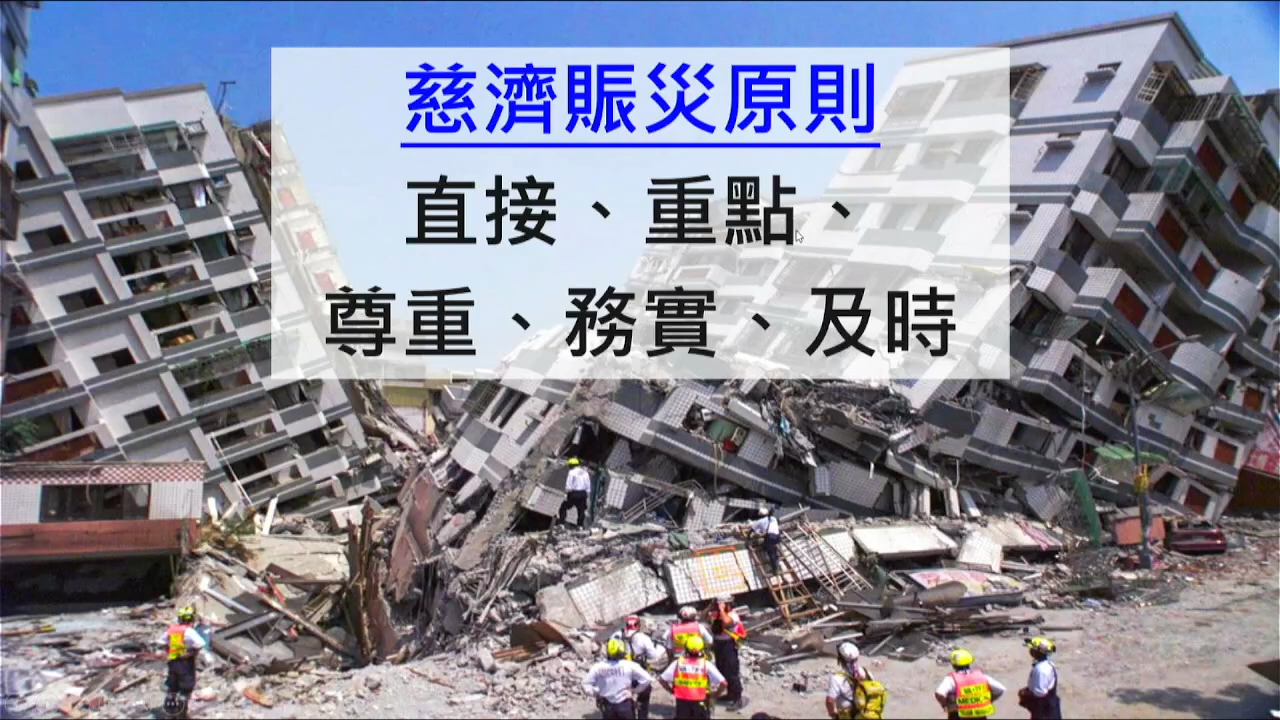 慈濟賑災原則
直接、重點、
尊重、務實、及時